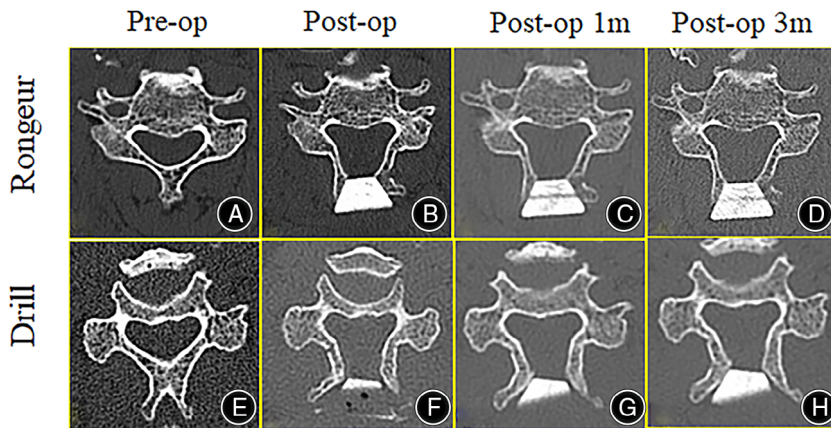 Pre-op Post-op Post-op 1m Post-op 3m
Rongeur
A B C D
Drill
E F G H